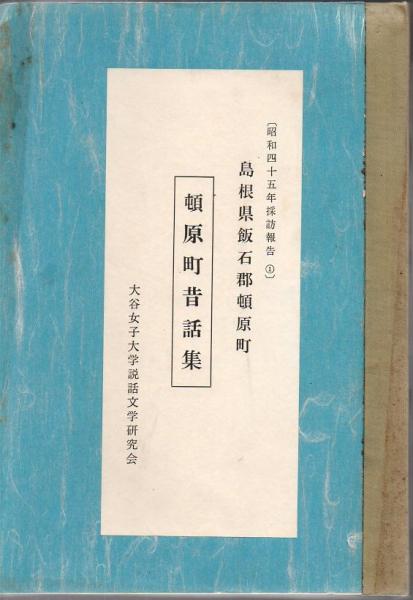 〔昭和四十五年採訪報告 ①〕
島根県飯石郡頓原町
頓原町昔話集
大谷女子大学説話文学研究会